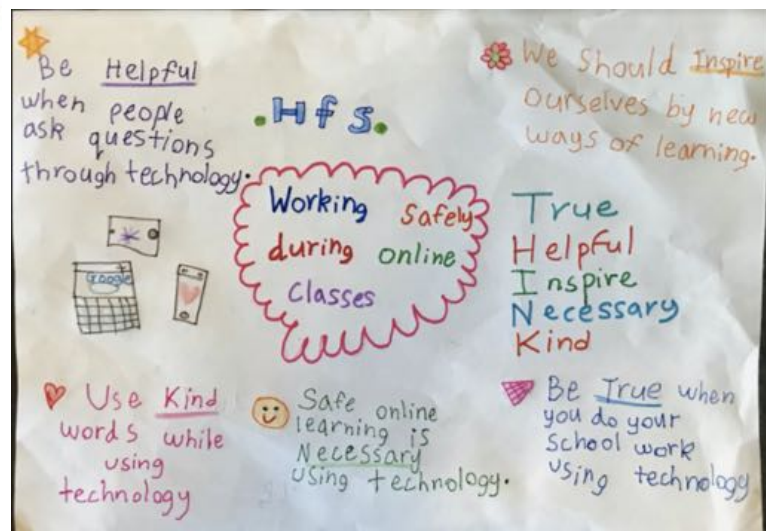 Be Helpful
when people
ask questions
through technology.
.Hfs.
We Should Inspire
ourselves by new
ways of learning.
Working Safely
during online
Classes
True
Helpful
Inspire
Necessary
Kind
Google
Use Kind
words while
using
technology
Safe online
learning is
Necessary
using technology.
Be True when
you do your
School work
using technology